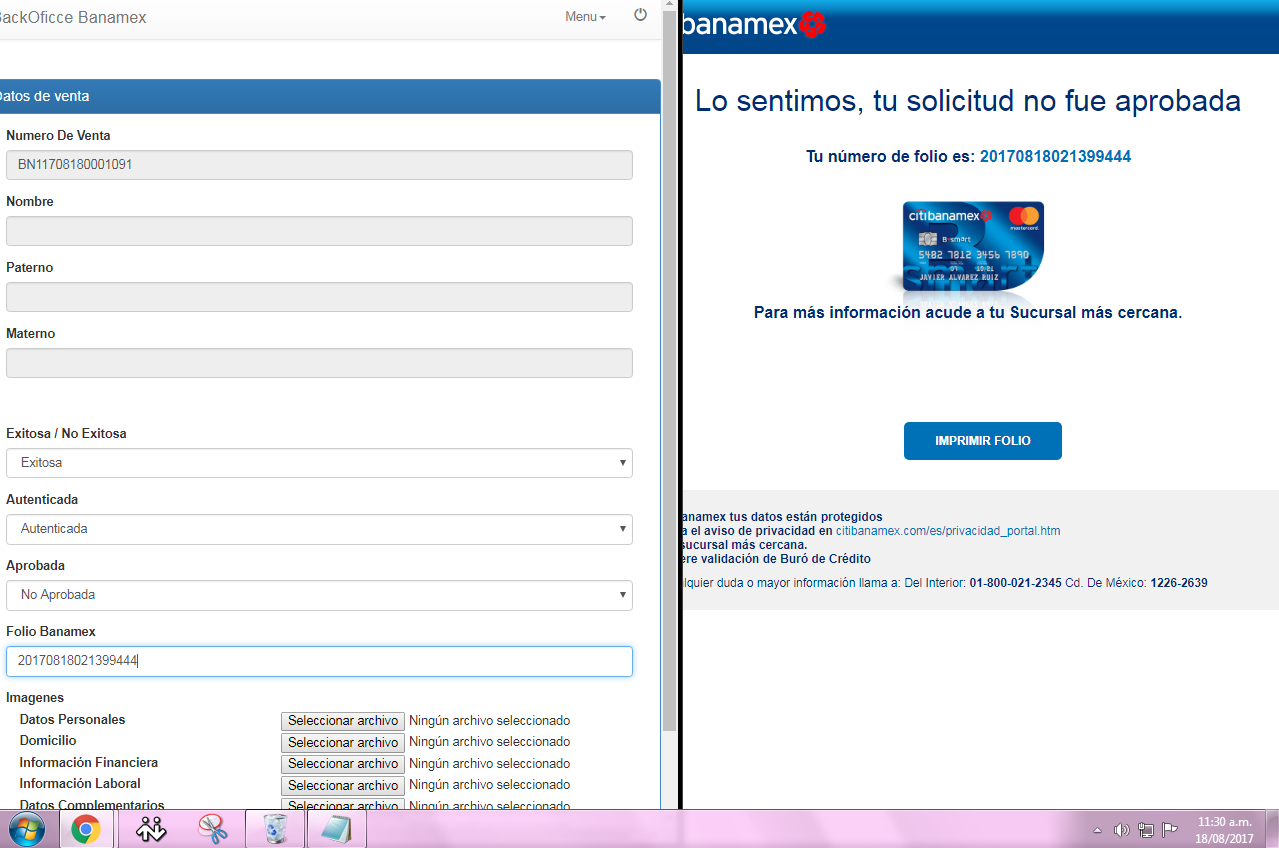 BackOficce Banamex
Menu
Datos de venta
Numero De Venta
BN11708180001091
Nombre
Paterno
Materno
Exitosa / No Exitosa
Exitosa
Autenticada
Autenticada
Aprobada
No Aprobada
Folio Banamex
20170818021399444
Imagenes
Datos Personales Seleccionar archivo Ningún archivo seleccionado
Domicilio Seleccionar archivo Ningún archivo seleccionado
Información Financiera Seleccionar archivo Ningún archivo seleccionado
Información Laboral Seleccionar archivo Ningún archivo seleccionado
Datos Complementarios Seleccionar archivo Ningún archivo seleccionado
banamex
Lo sentimos, tu solicitud no fue aprobada
Tu número de folio es: 20170818021399444
citibanamex
mastercard
B•smart
5482 7812 3456 7890
JAVIER ALVAREZ RUIZ
Para más información acude a tu Sucursal más cercana.
IMPRIMIR FOLIO
anamex tus datos están protegidos
a el aviso de privacidad en citibanamex.com/es/privacidad_portal.htm
sucursal más cercana.
ere validación de Buró de Crédito
lquier duda o mayor información llama a: Del Interior: 01-800-021-2345 Cd. De México: 1226-2639
11:30 a.m.
18/08/2017